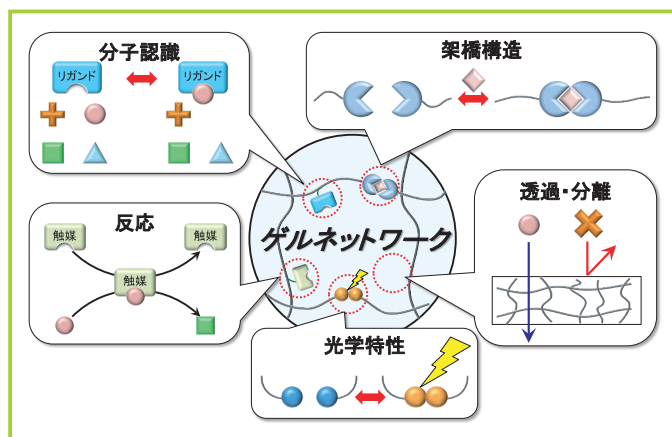 分子認識
リガンド
リガンド
架橋構造
透過・分離
反応
触媒
触媒
触媒
ゲルネットワーク
光学特性